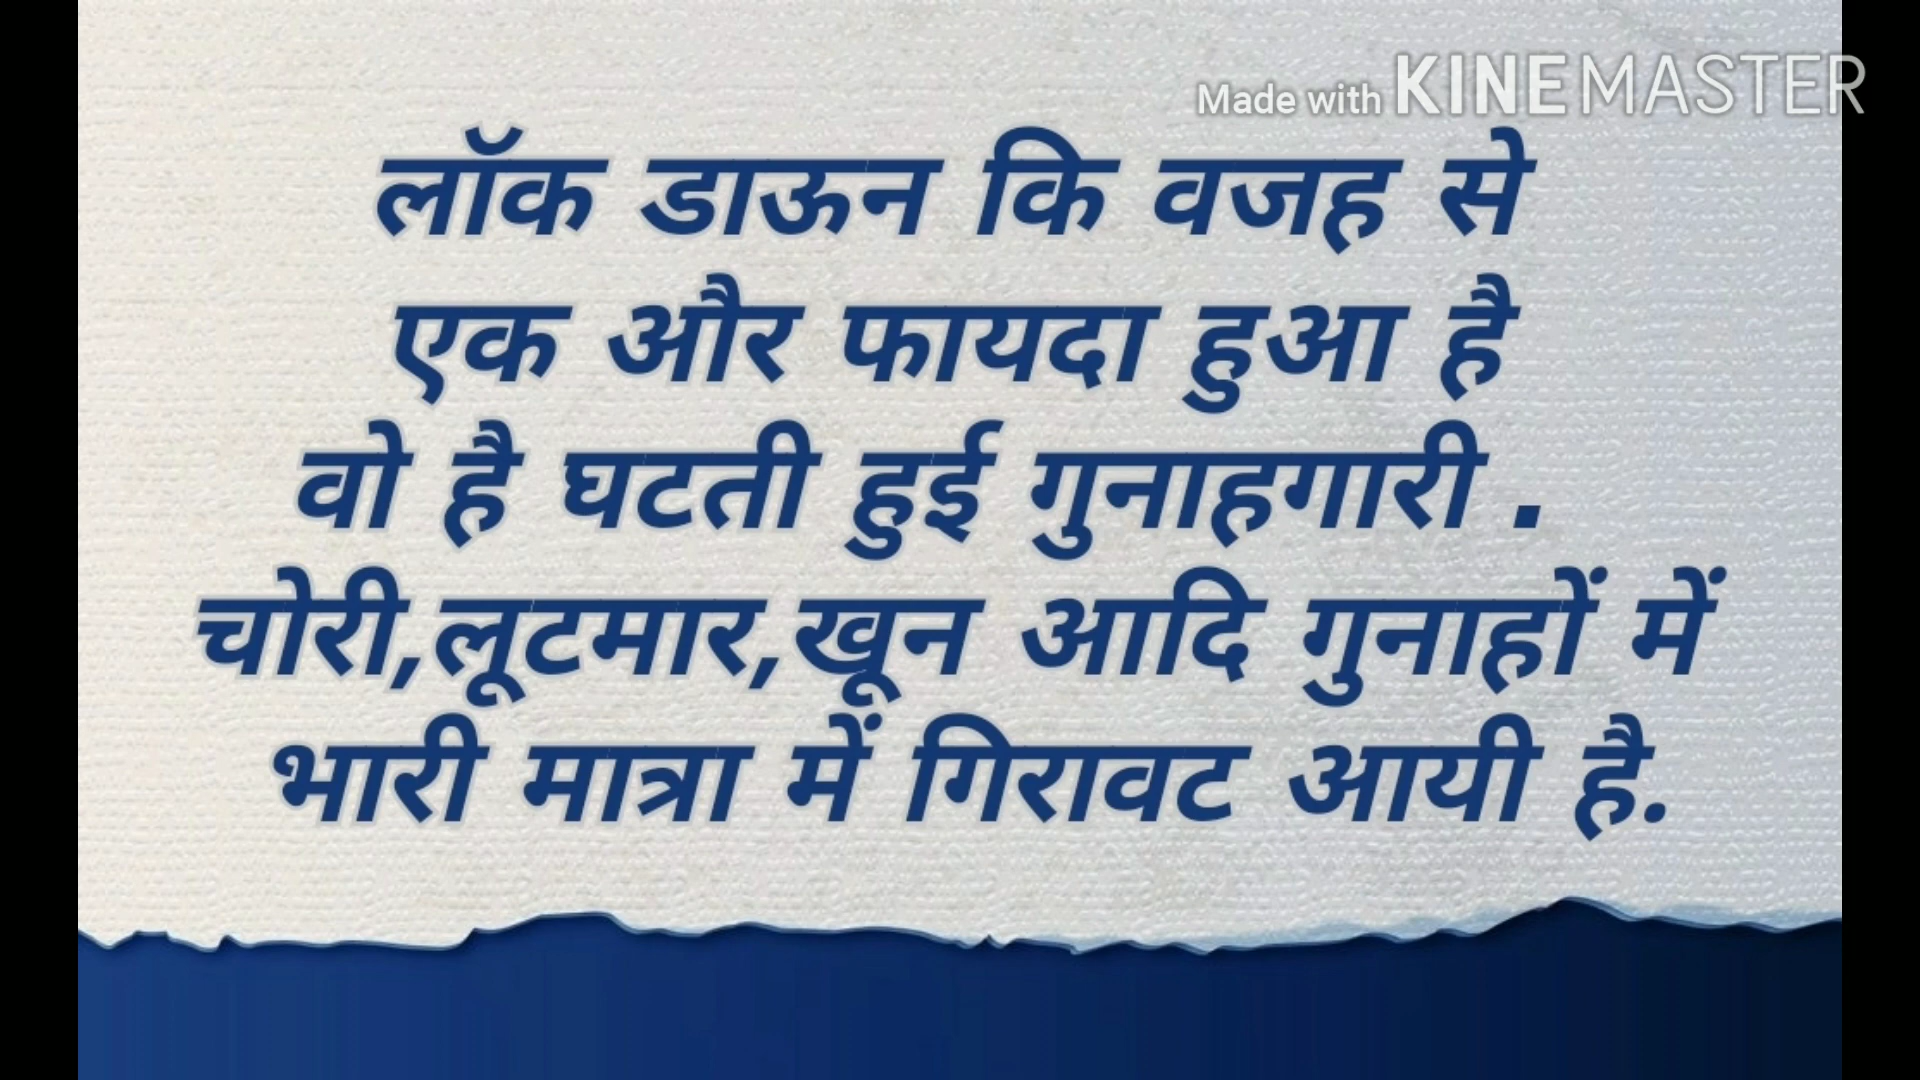 Made with KINEMASTER
लॉक डाऊन कि वजह से
एक और फायदा हुआ है
वो है घटती हुई गुनाहगारी .
चोरी,लूटमार,खून आदि गुनाहों में
भारी मात्रा में गिरावट आयी है.